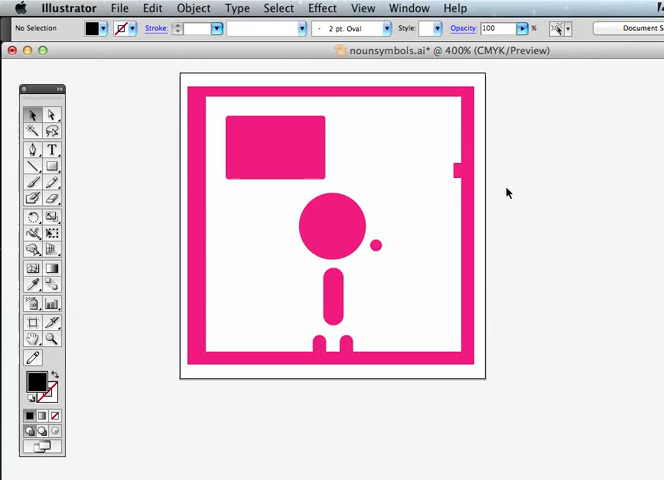 Illustrator File Edit Object Type Select Effect View Window Help
No Selection Stroke: 2 pt. Oval Style: Opacity: 100 % Document S
nounsymbols.ai* @ 400% (CMYK/Preview)
T